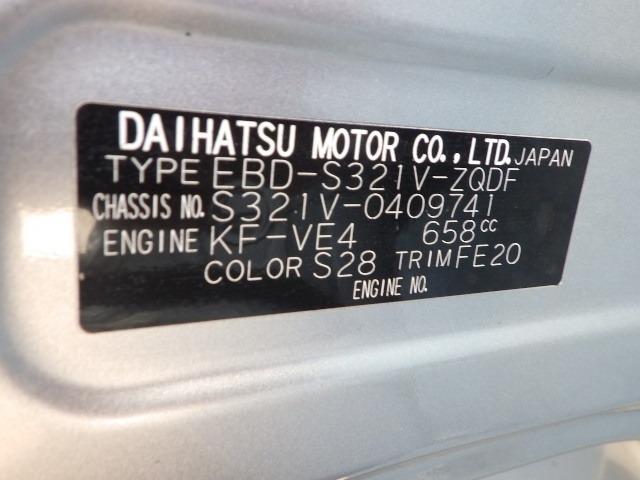 DAIHATSU MOTOR CO.,LTD. JAPAN
TYPE EBD-S321V-ZQDF
CHASSIS NO. S321V-0409741
ENGINE KF-VE4 658cc
COLOR S28 TRIM FE20
ENGINE NO.